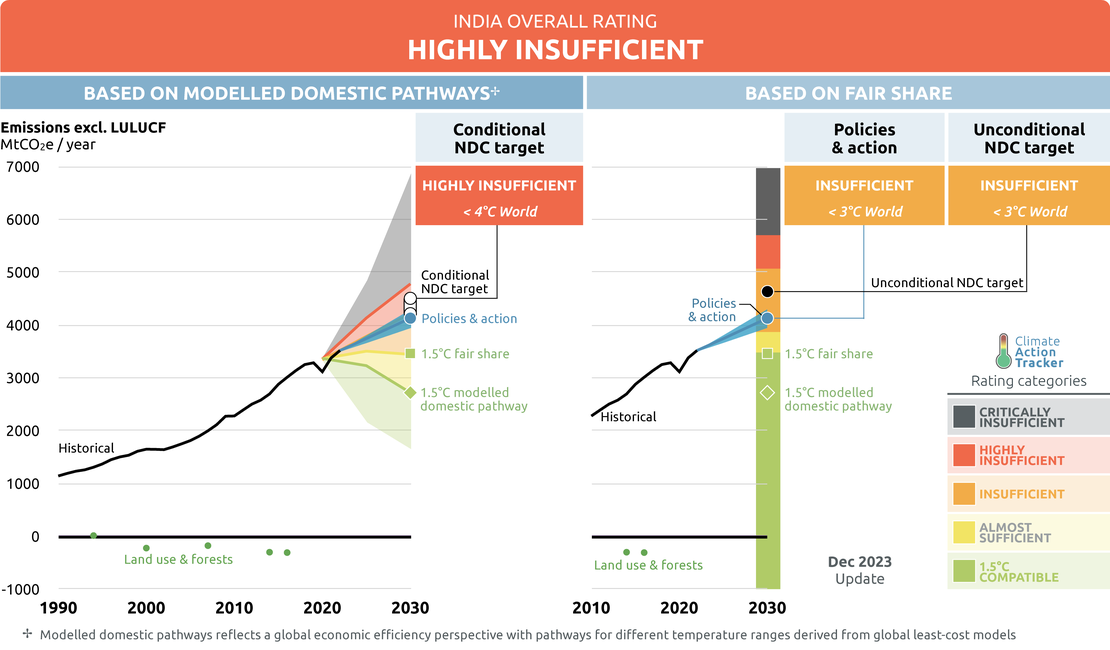 INDIA OVERALL RATING
HIGHLY INSUFFICIENT
BASED ON MODELLED DOMESTIC PATHWAYS✢
BASED ON FAIR SHARE
Emissions excl. LULUCF
MtCO₂e / year
Conditional
NDC target
HIGHLY INSUFFICIENT
< 4°C World
Policies
& action
INSUFFICIENT
< 3°C World
Unconditional
NDC target
INSUFFICIENT
< 3°C World
7000
6000
5000
4000
3000
2000
1000
0
-1000
Conditional
NDC target
Policies & action
1.5°C fair share
1.5°C modelled
domestic pathway
Historical
Land use & forests
1990
2000
2010
2020
2030
Unconditional NDC target
Policies
& action
1.5°C fair share
1.5°C modelled
domestic pathway
Historical
Land use & forests
2010
2020
2030
Climate
Action
Tracker
Rating categories
CRITICALLY
INSUFFICIENT
HIGHLY
INSUFFICIENT
INSUFFICIENT
ALMOST
SUFFICIENT
1.5°C
COMPATIBLE
Dec 2023
Update
✢ Modelled domestic pathways reflects a global economic efficiency perspective with pathways for different temperature ranges derived from global least-cost models